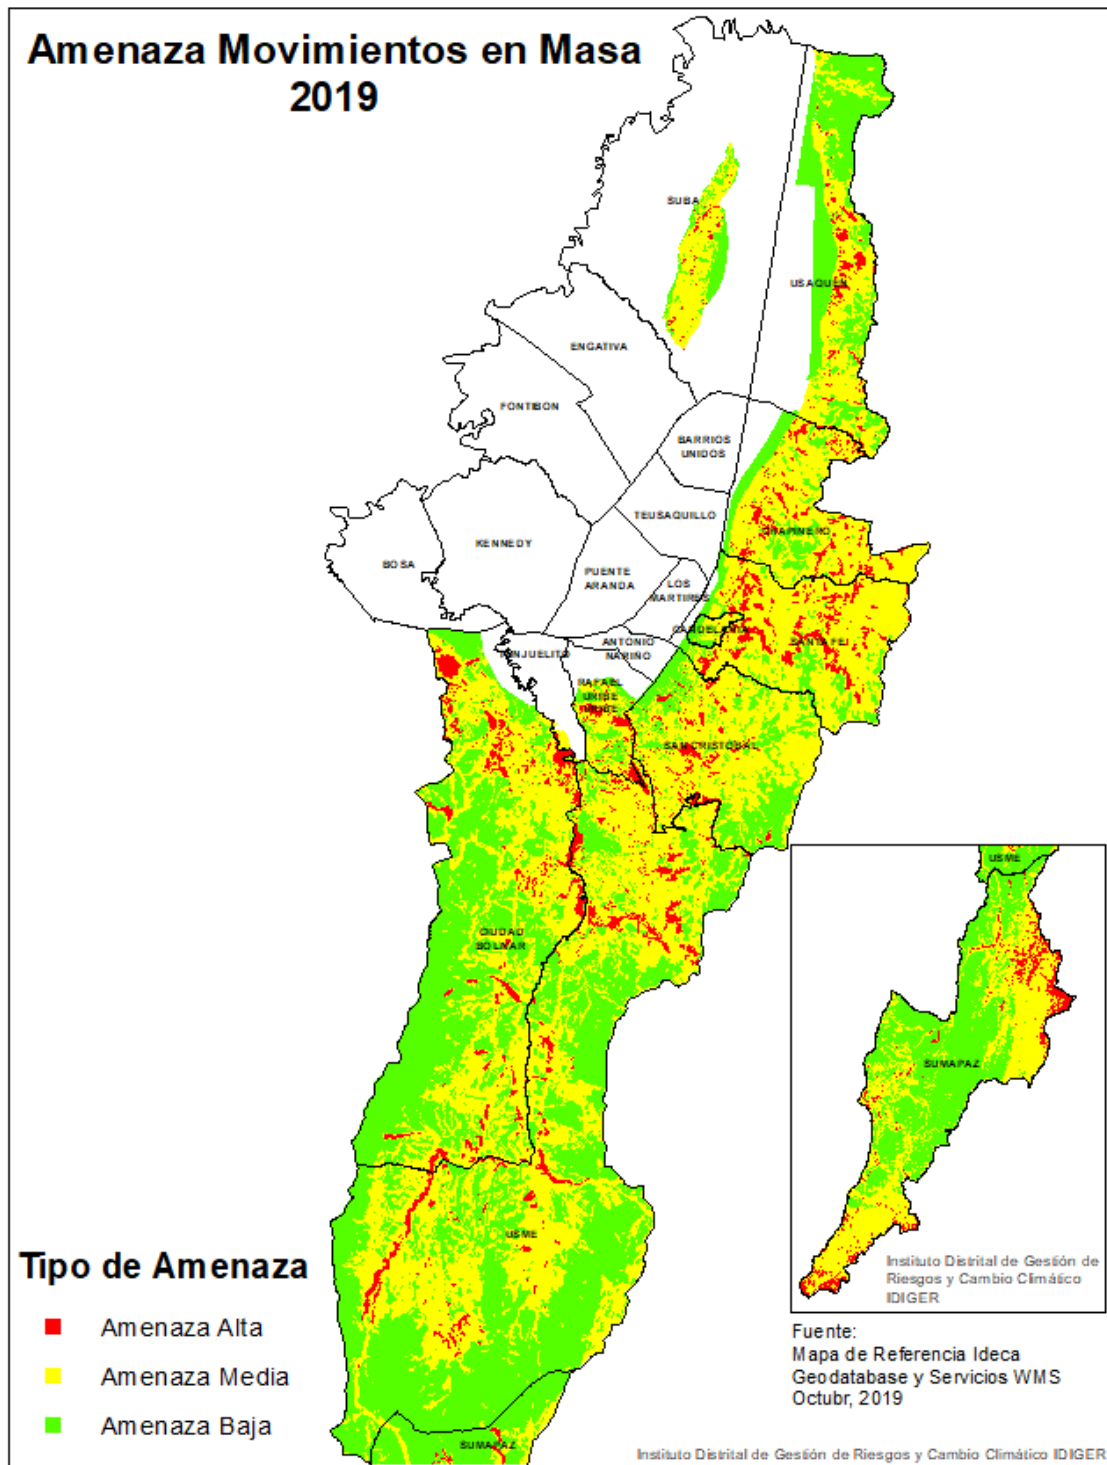 Amenaza Movimientos en Masa
2019
SUBA
USAQUEN
ENGATIVA
FONTIBON
BARRIOS
UNIDOS
TEUSAQUILLO
CHAPINERO
KENNEDY
BOSA
PUENTE
ARANDA
LOS
MARTIRES
CANDELARIA
SANTA FE
ANTONIO
NARIÑO
TUNJUELITO
RAFAEL
URIBE
URIBE
SAN CRISTOBAL
CIUDAD
BOLIVAR
USME
SUMAPAZ
USME
SUMAPAZ
Instituto Distrital de Gestión de
Riesgos y Cambio Climático
IDIGER
Tipo de Amenaza
Amenaza Alta
Amenaza Media
Amenaza Baja
Fuente:
Mapa de Referencia Ideca
Geodatabase y Servicios WMS
Octubr, 2019
Instituto Distrital de Gestión de Riesgos y Cambio Climático IDIGER